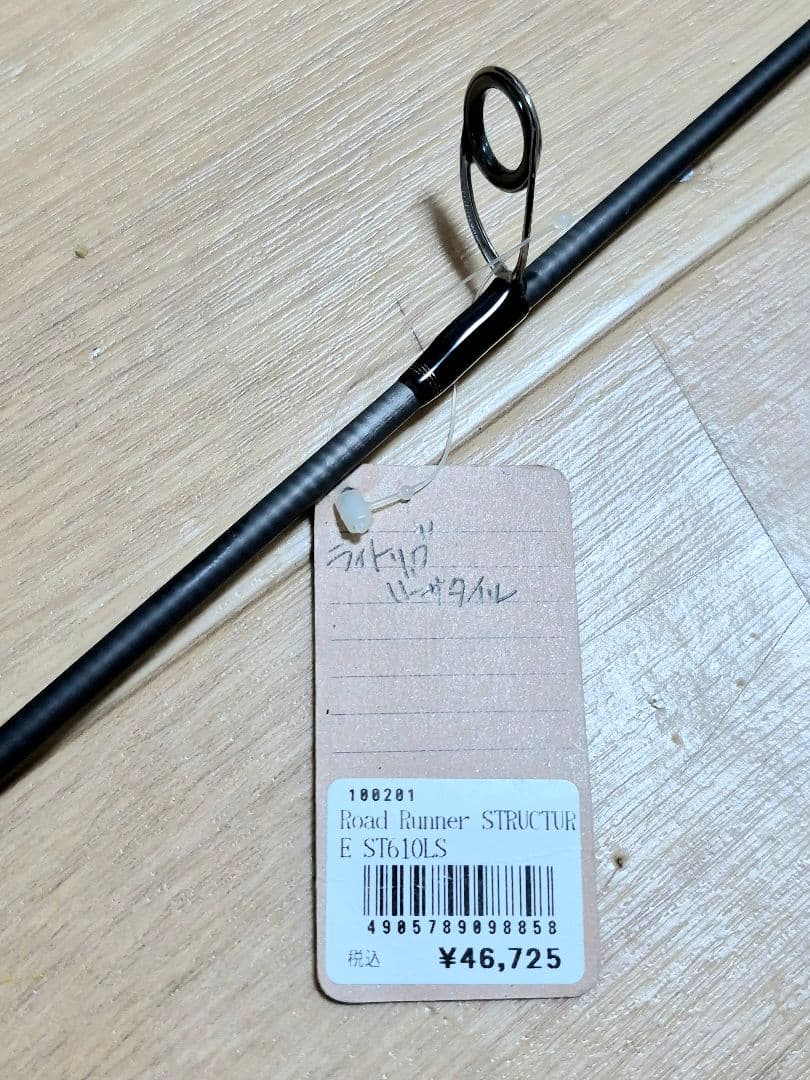 ライトリグ
バーサタイル
100201
Road Runner STRUCTUR
E ST610LS
4905789098858
税込 ¥46,725